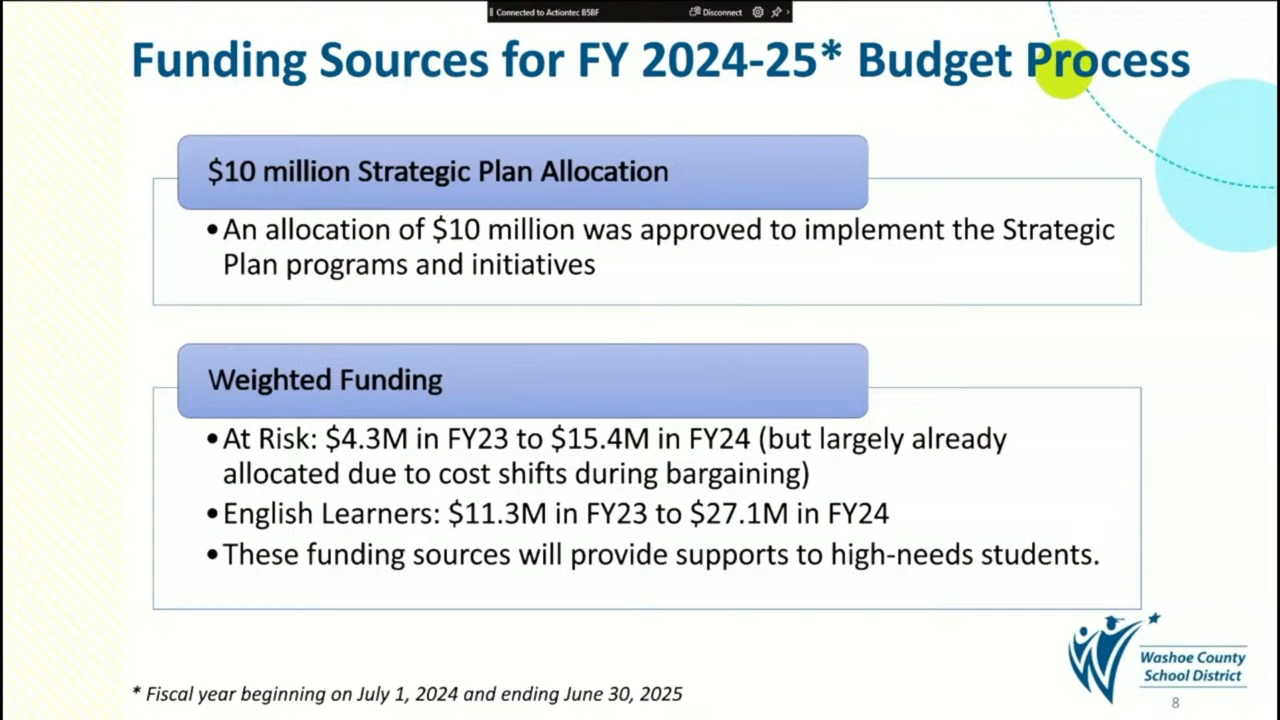 Connected to Actiontec B5BF
Disconnect
Funding Sources for FY 2024-25* Budget Process
$10 million Strategic Plan Allocation
•An allocation of $10 million was approved to implement the Strategic
Plan programs and initiatives
Weighted Funding
•At Risk: $4.3M in FY23 to $15.4M in FY24 (but largely already
allocated due to cost shifts during bargaining)
•English Learners: $11.3M in FY23 to $27.1M in FY24
•These funding sources will provide supports to high-needs students.
Washoe County
School District
* Fiscal year beginning on July 1, 2024 and ending June 30, 2025
8